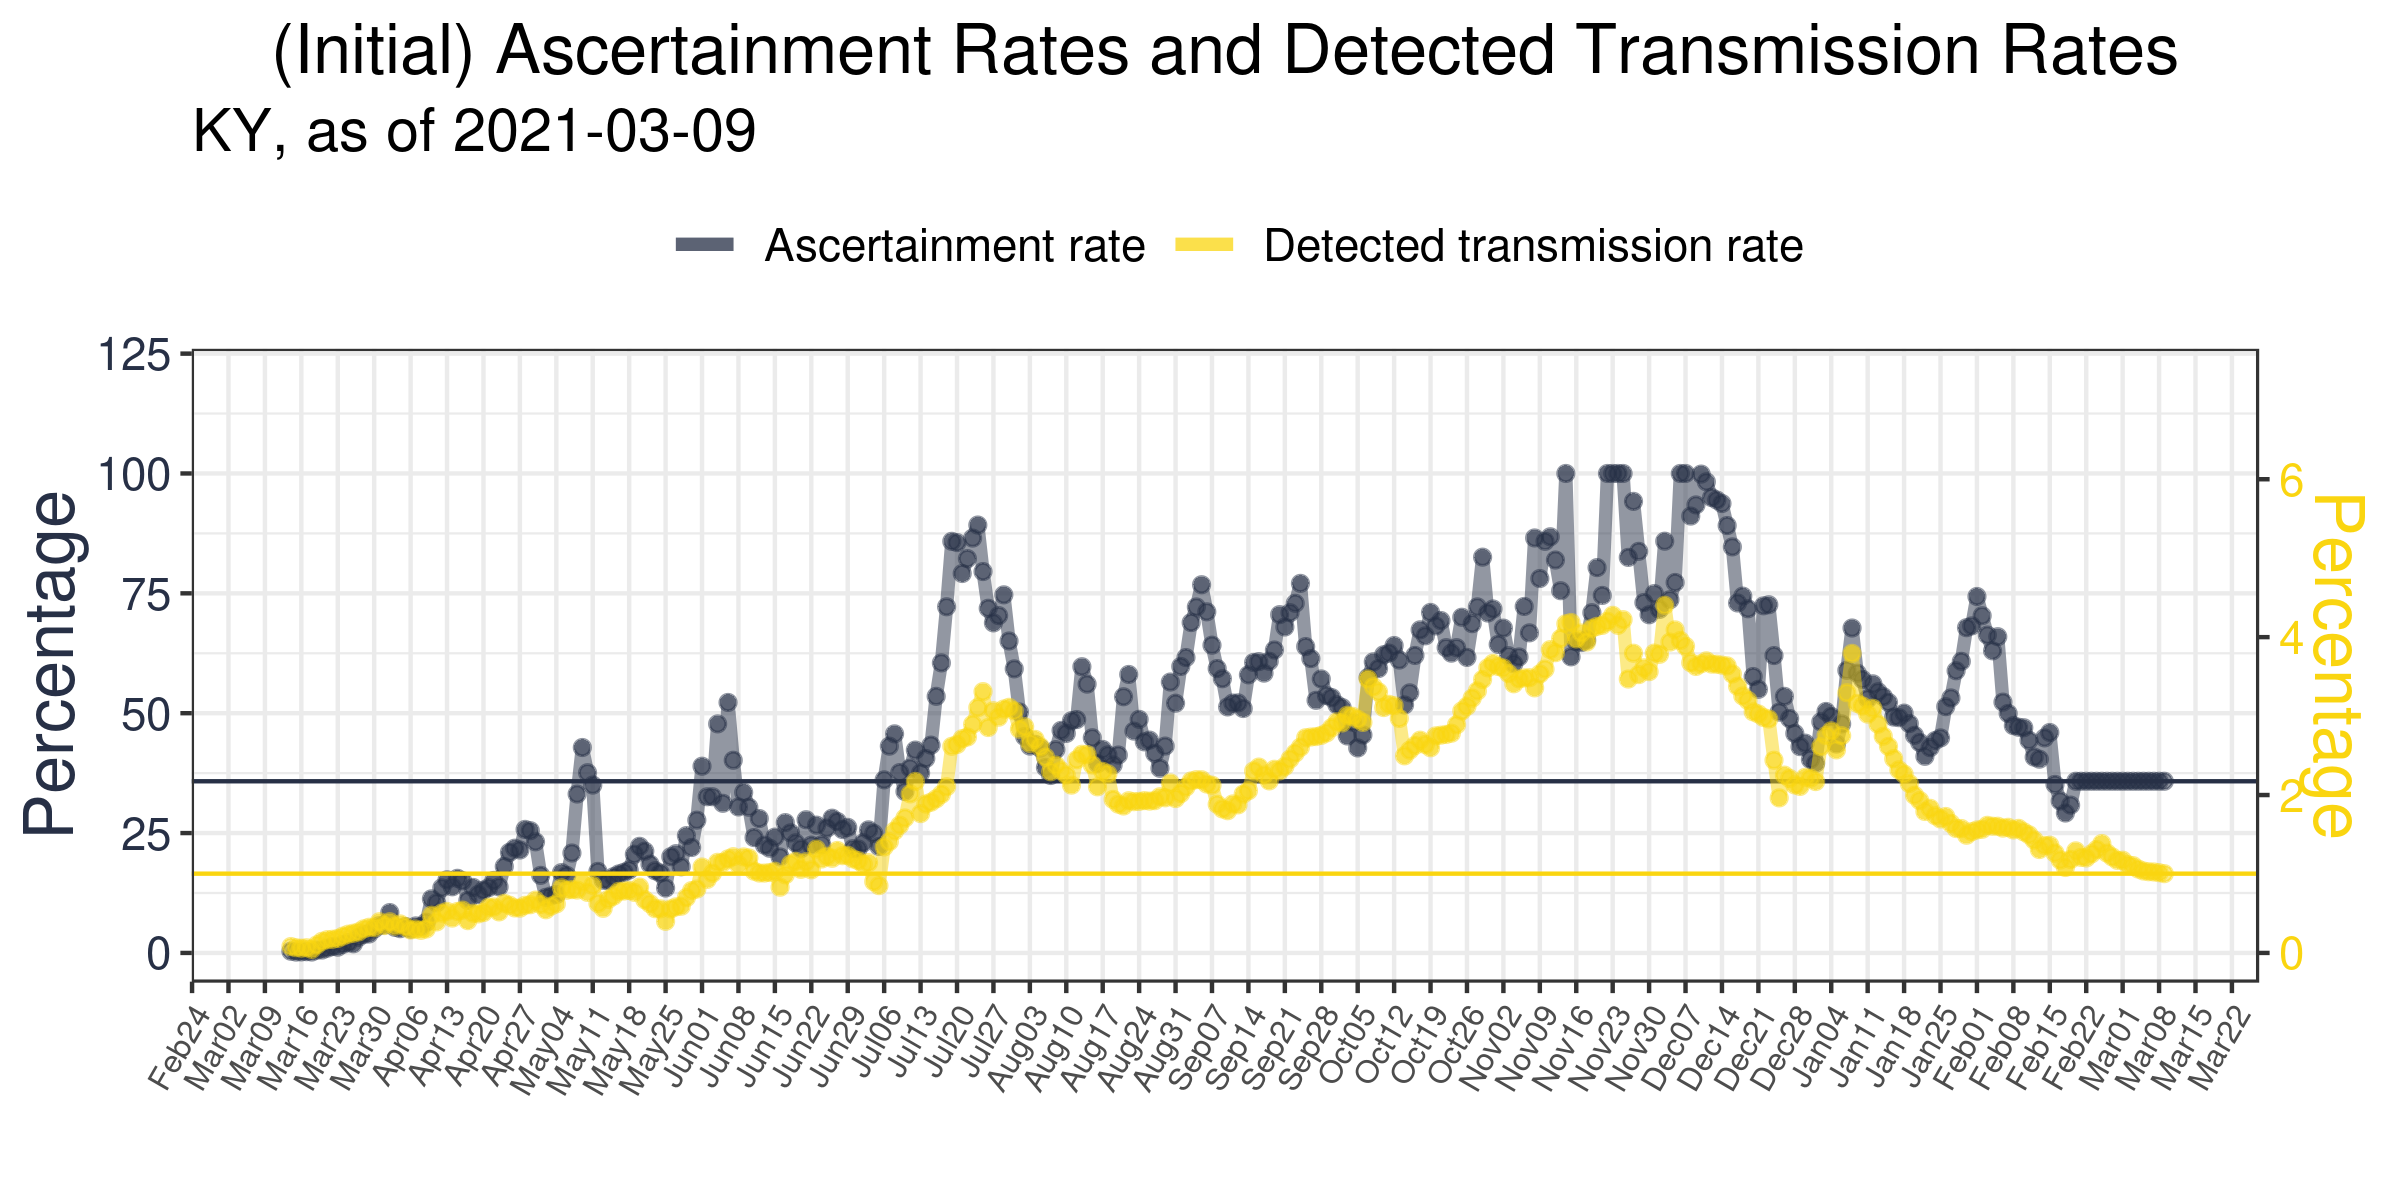 (Initial) Ascertainment Rates and Detected Transmission Rates
KY, as of 2021-03-09
Ascertainment rate
Detected transmission rate
Percentage
125
100
75
50
25
0
6
4
2
0
Percentage
Feb24
Mar02
Mar09
Mar16
Mar23
Mar30
Apr06
Apr13
Apr20
Apr27
May04
May11
May18
May25
Jun01
Jun08
Jun15
Jun22
Jun29
Jul06
Jul13
Jul20
Jul27
Aug03
Aug10
Aug17
Aug24
Aug31
Sep07
Sep14
Sep21
Sep28
Oct05
Oct12
Oct19
Oct26
Nov02
Nov09
Nov16
Nov23
Nov30
Dec07
Dec14
Dec21
Dec28
Jan04
Jan11
Jan18
Jan25
Feb01
Feb08
Feb15
Feb22
Mar01
Mar08
Mar15
Mar22